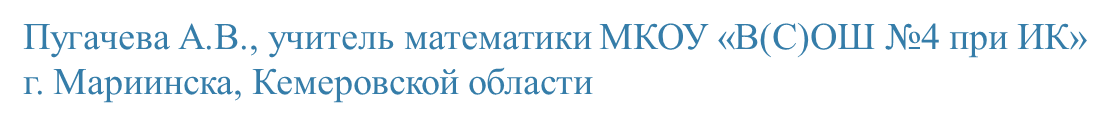 Пугачева А.В., учитель математики МКОУ «В(С)ОШ №4 при ИК»
г. Мариинска, Кемеровской области